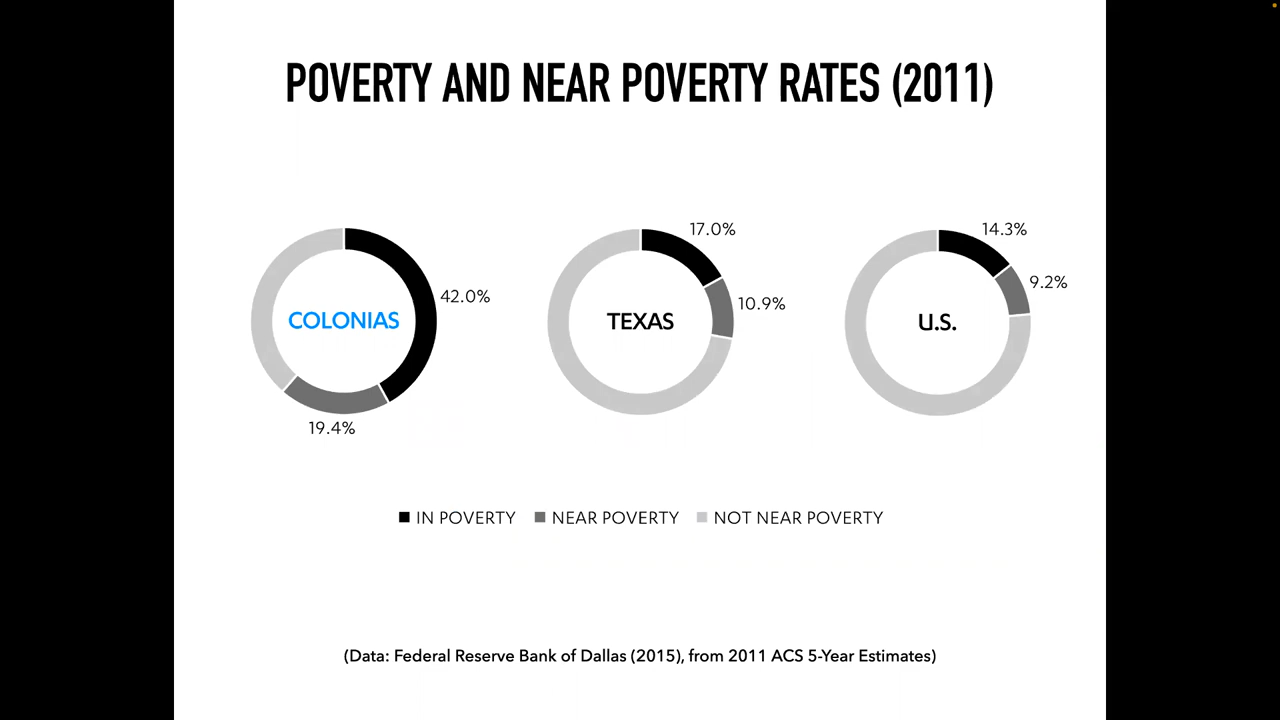 POVERTY AND NEAR POVERTY RATES (2011)
42.0%
COLONIAS
19.4%
17.0%
10.9%
TEXAS
14.3%
9.2%
U.S.
IN POVERTY NEAR POVERTY NOT NEAR POVERTY
(Data: Federal Reserve Bank of Dallas (2015), from 2011 ACS 5-Year Estimates)